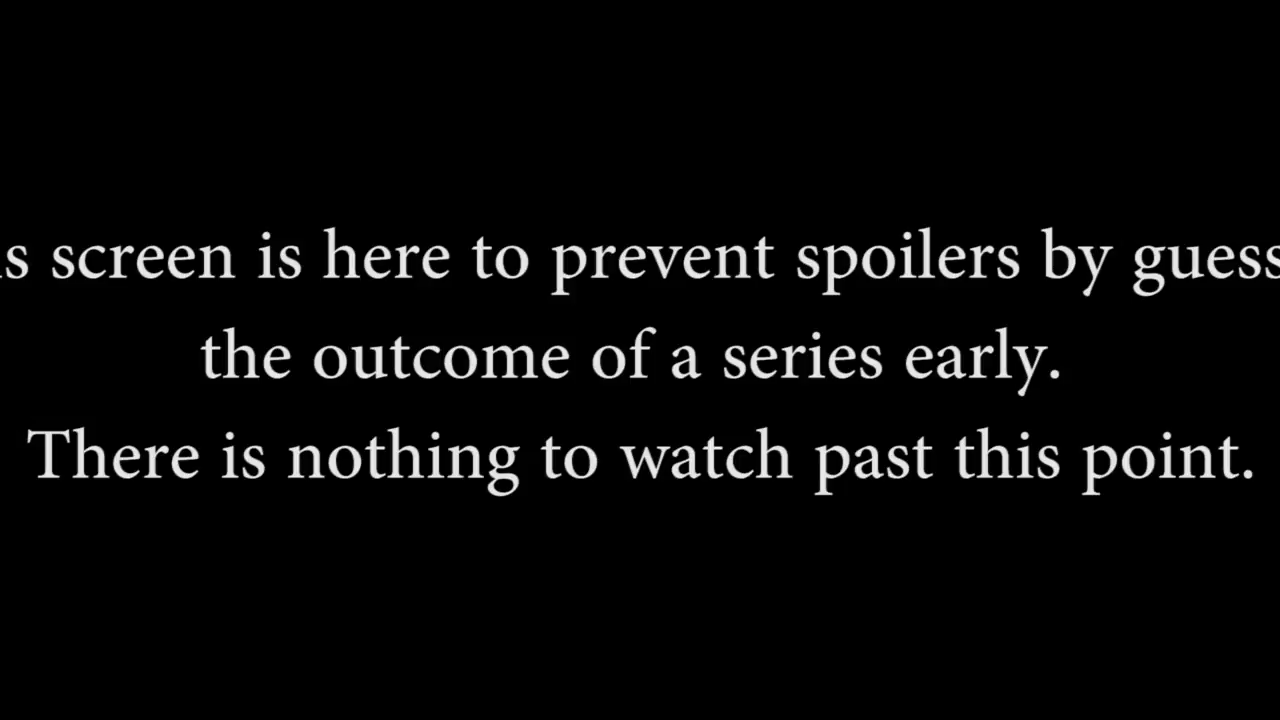 s screen is here to prevent spoilers by guess
the outcome of a series early.
There is nothing to watch past this point.